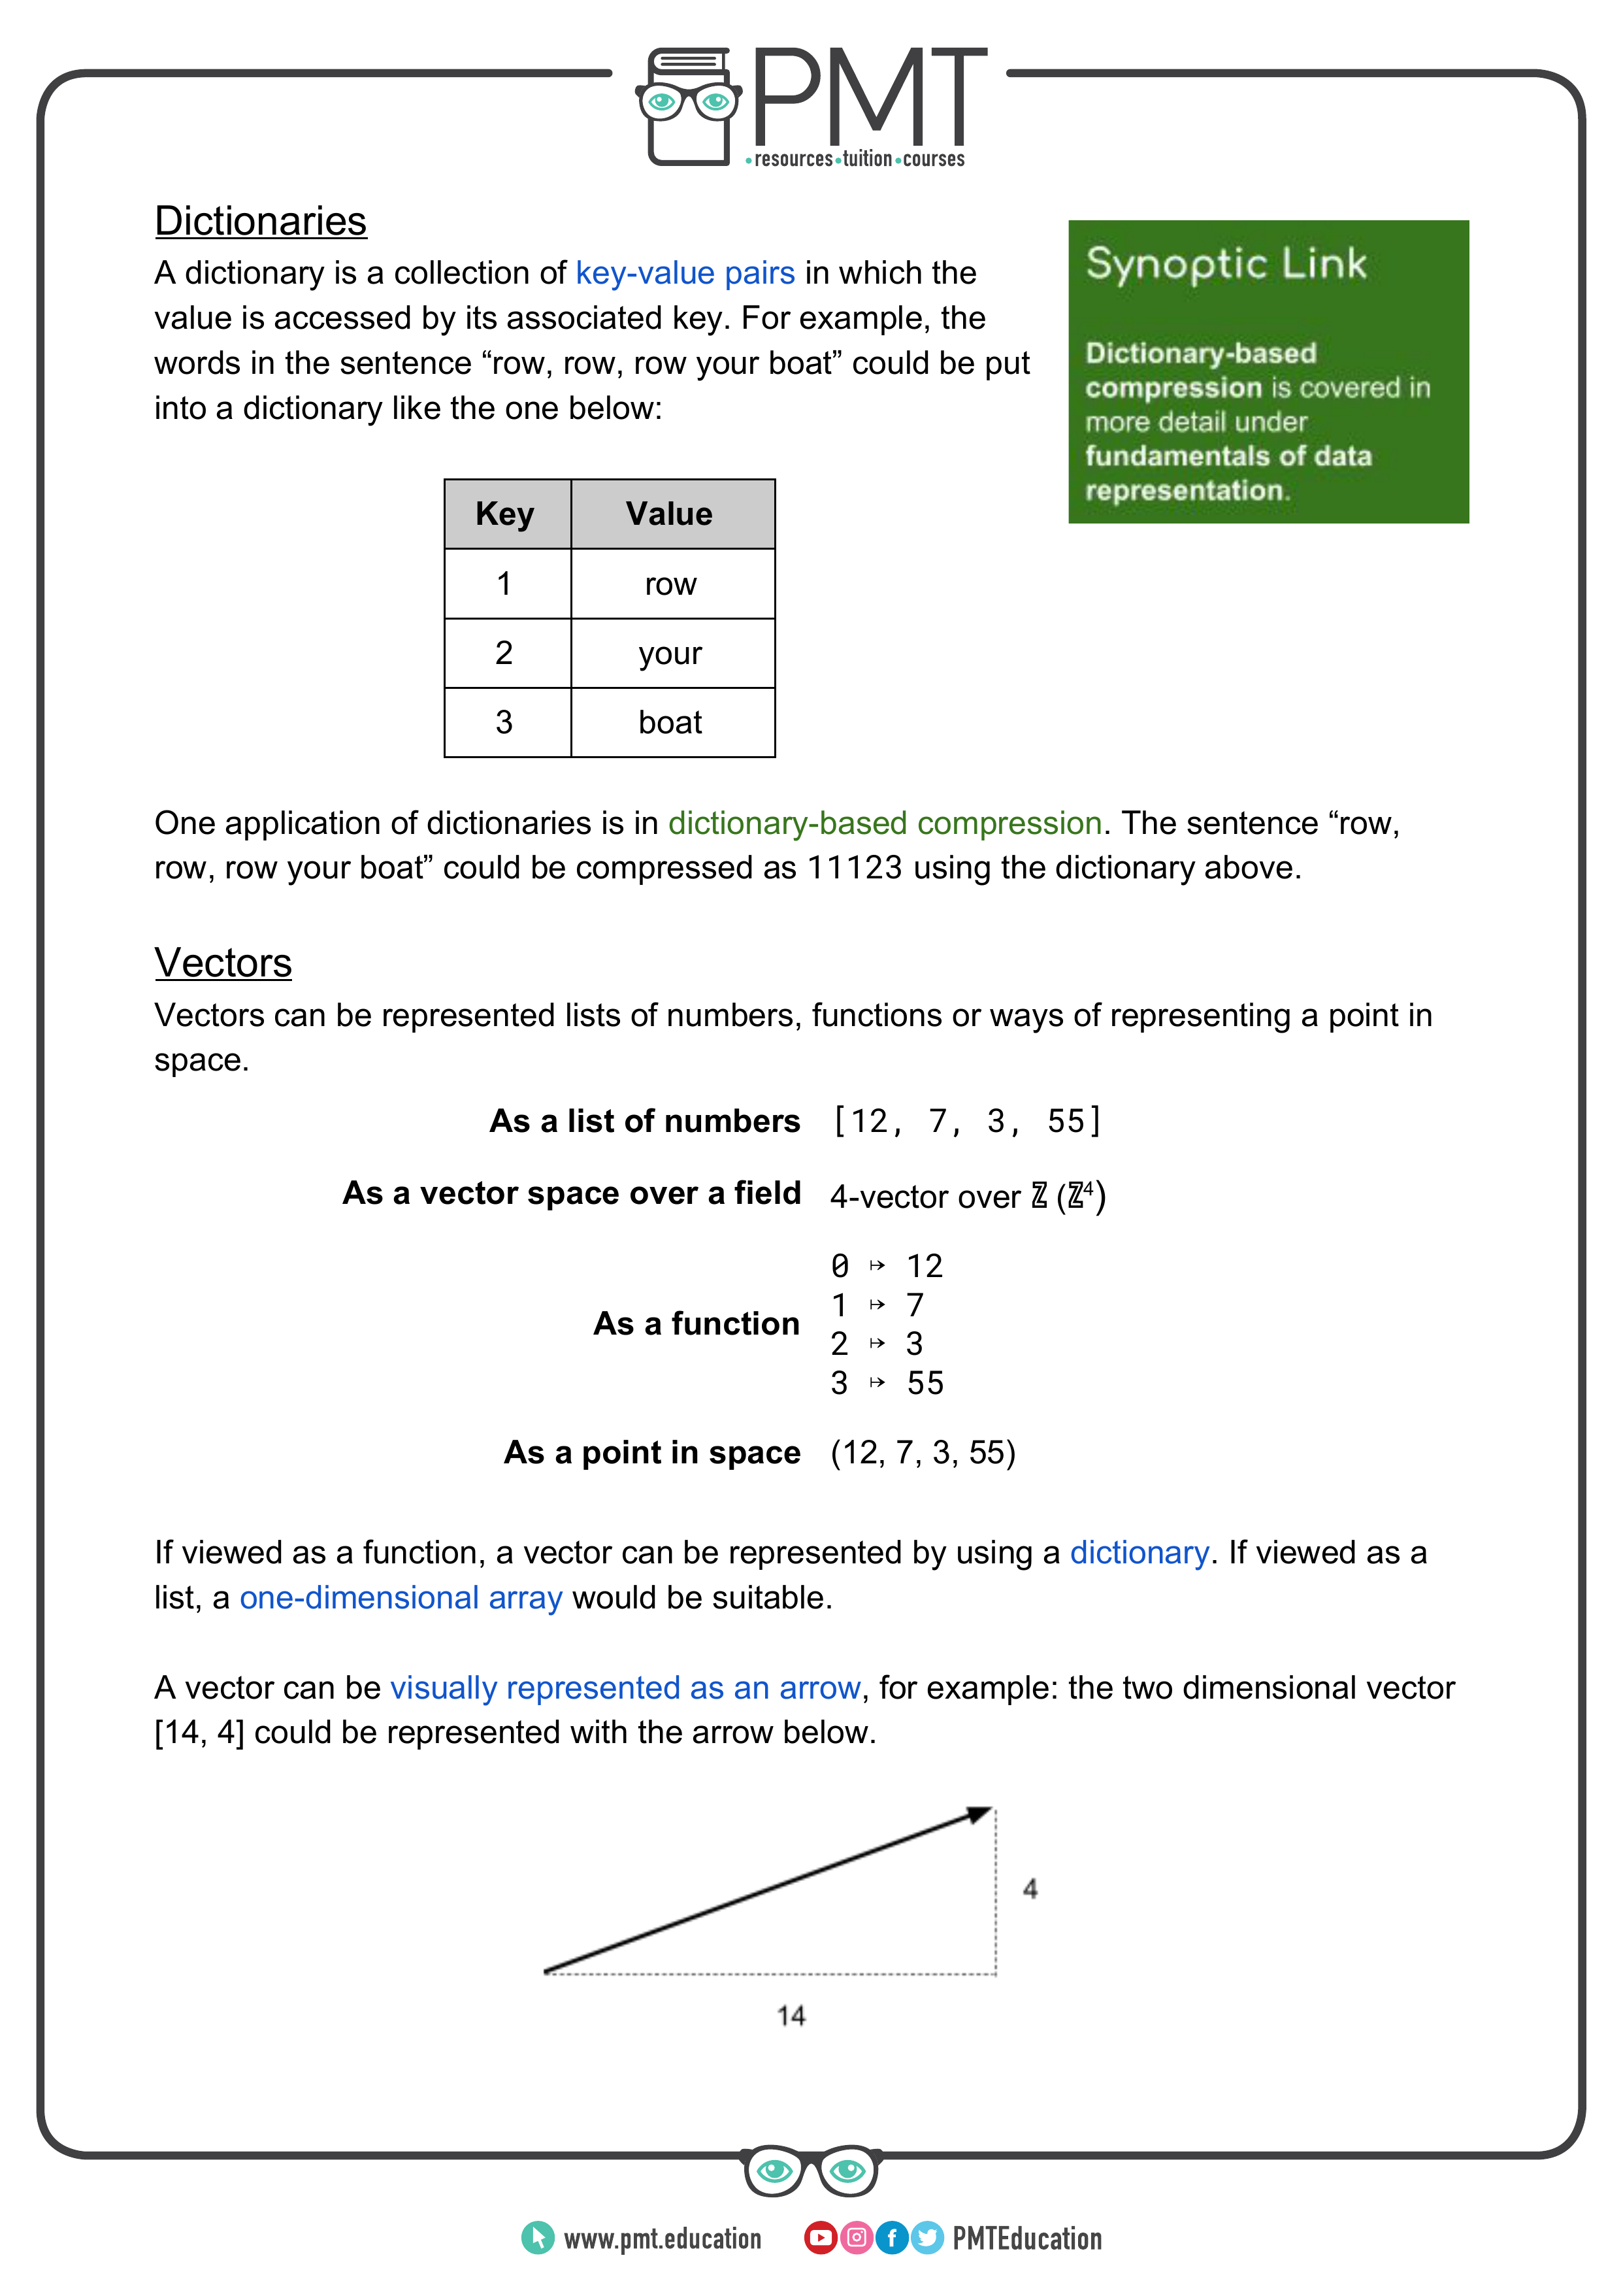 PMT
resources tuition courses
Dictionaries
A dictionary is a collection of key-value pairs in which the
value is accessed by its associated key. For example, the
words in the sentence “row, row, row your boat” could be put
into a dictionary like the one below:
Synoptic Link
Dictionary-based
compression is covered in
more detail under
fundamentals of data
representation.
Key Value
1 row
2 your
3 boat
One application of dictionaries is in dictionary-based compression. The sentence “row,
row, row your boat” could be compressed as 11123 using the dictionary above.
Vectors
Vectors can be represented lists of numbers, functions or ways of representing a point in
space.
As a list of numbers [12, 7, 3, 55]
As a vector space over a field 4-vector over ℤ (ℤ⁴)
0 ↦ 12
1 ↦ 7
As a function
2 ↦ 3
3 ↦ 55
As a point in space (12, 7, 3, 55)
If viewed as a function, a vector can be represented by using a dictionary. If viewed as a
list, a one-dimensional array would be suitable.
A vector can be visually represented as an arrow, for example: the two dimensional vector
[14, 4] could be represented with the arrow below.
4
14
www.pmt.education PMTEducation